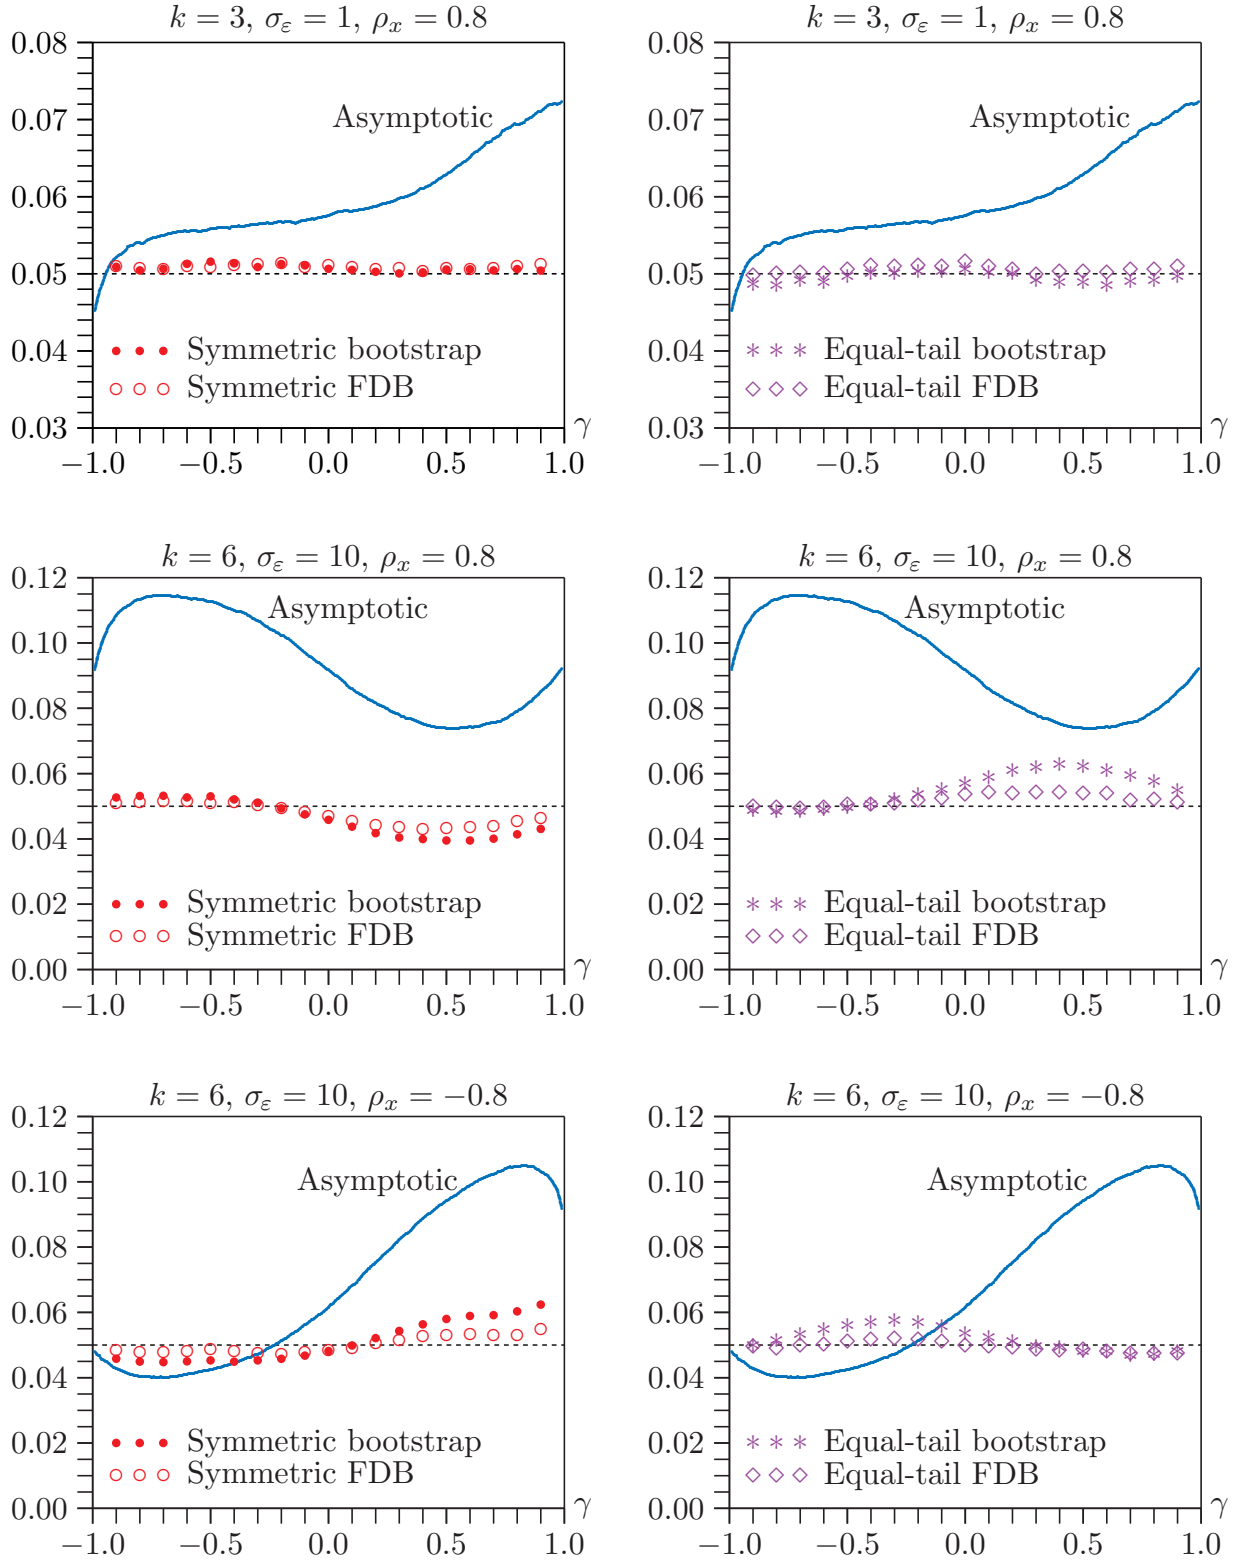 k = 3, σ_ε = 1, ρ_x = 0.8
0.08
0.07
0.06
0.05
0.04
0.03
Asymptotic
Symmetric bootstrap
Symmetric FDB
γ
−1.0 −0.5 0.0 0.5 1.0
k = 3, σ_ε = 1, ρ_x = 0.8
0.08
0.07
0.06
0.05
0.04
0.03
Asymptotic
Equal-tail bootstrap
Equal-tail FDB
γ
−1.0 −0.5 0.0 0.5 1.0
k = 6, σ_ε = 10, ρ_x = 0.8
0.12
0.10
0.08
0.06
0.04
0.02
0.00
Asymptotic
Symmetric bootstrap
Symmetric FDB
γ
−1.0 −0.5 0.0 0.5 1.0
k = 6, σ_ε = 10, ρ_x = 0.8
0.12
0.10
0.08
0.06
0.04
0.02
0.00
Asymptotic
Equal-tail bootstrap
Equal-tail FDB
γ
−1.0 −0.5 0.0 0.5 1.0
k = 6, σ_ε = 10, ρ_x = −0.8
0.12
0.10
0.08
0.06
0.04
0.02
0.00
Asymptotic
Symmetric bootstrap
Symmetric FDB
γ
−1.0 −0.5 0.0 0.5 1.0
k = 6, σ_ε = 10, ρ_x = −0.8
0.12
0.10
0.08
0.06
0.04
0.02
0.00
Asymptotic
Equal-tail bootstrap
Equal-tail FDB
γ
−1.0 −0.5 0.0 0.5 1.0